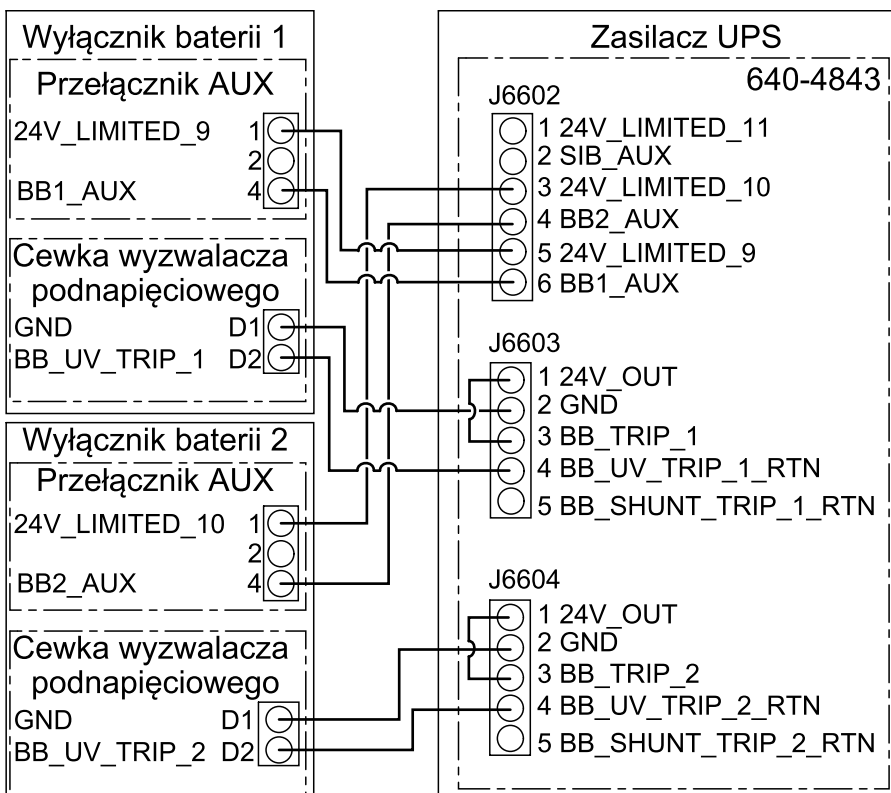 Wyłącznik baterii 1
Przełącznik AUX
24V_LIMITED_9 1
2
BB1_AUX 4
Cewka wyzwalacza
podnapięciowego
GND D1
BB_UV_TRIP_1 D2
Wyłącznik baterii 2
Przełącznik AUX
24V_LIMITED_10 1
2
BB2_AUX 4
Cewka wyzwalacza
podnapięciowego
GND D1
BB_UV_TRIP_2 D2
Zasilacz UPS
640-4843
J6602
1 24V_LIMITED_11
2 SIB_AUX
3 24V_LIMITED_10
4 BB2_AUX
5 24V_LIMITED_9
6 BB1_AUX
J6603
1 24V_OUT
2 GND
3 BB_TRIP_1
4 BB_UV_TRIP_1_RTN
5 BB_SHUNT_TRIP_1_RTN
J6604
1 24V_OUT
2 GND
3 BB_TRIP_2
4 BB_UV_TRIP_2_RTN
5 BB_SHUNT_TRIP_2_RTN